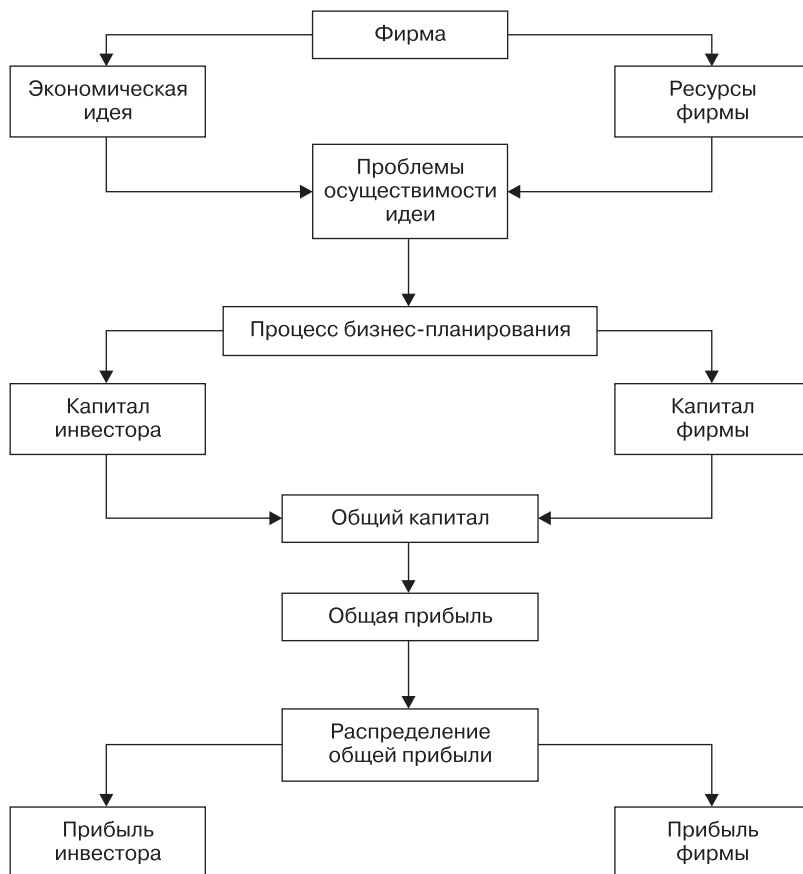 Фирма
Экономическая
идея
Ресурсы
фирмы
Проблемы
осуществимости
идеи
Процесс бизнес-планирования
Капитал
инвестора
Капитал
фирмы
Общий капитал
Общая прибыль
Распределение
общей прибыли
Прибыль
инвестора
Прибыль
фирмы